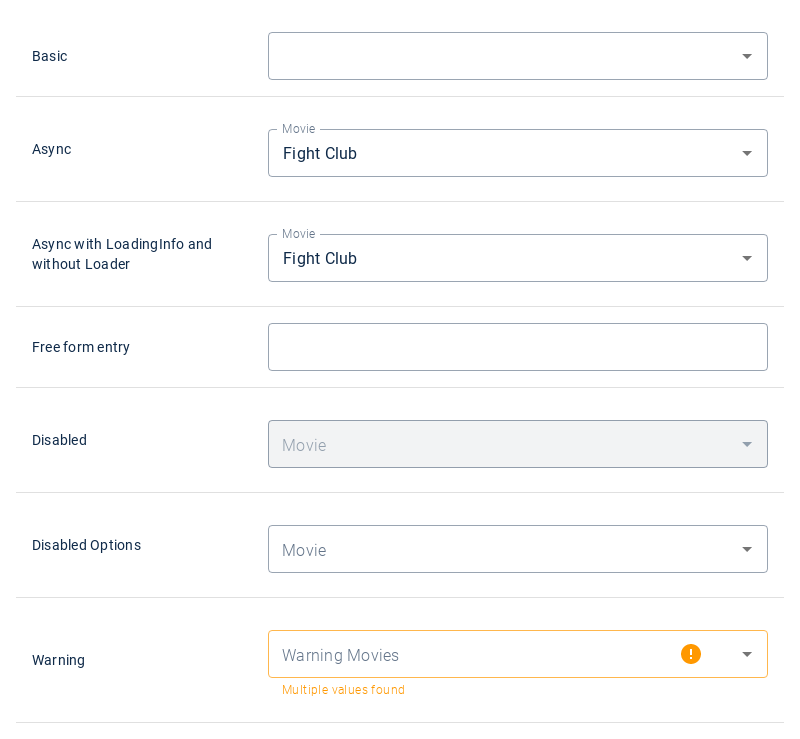 Basic
Movie
Async
Fight Club
Movie
Async with LoadingInfo and
without Loader
Fight Club
Free form entry
Disabled
Movie
Disabled Options
Movie
Warning
Warning Movies
Multiple values found